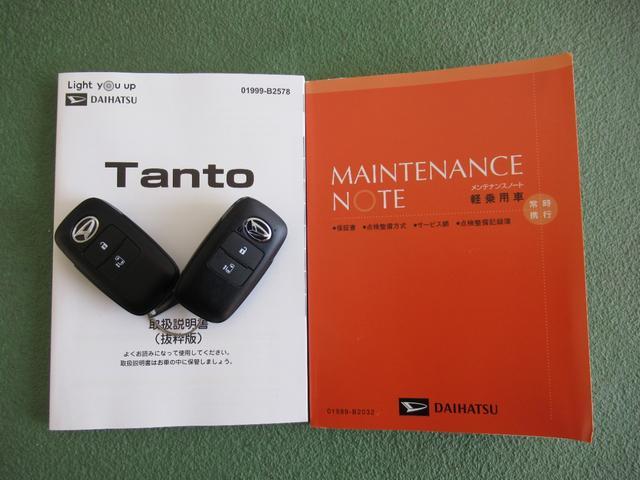 Light you up
DAIHATSU
01999-B2578
Tanto
取扱説明書
（抜粋版）
よくお読みになって使用してください。
取扱説明書はお車の中に保管しましょう。
MAINTENANCE
NOTE
メンテナンスノート
軽乗用車
常時
携行
●保証書 ●点検整備方式 ●サービス網 ●点検整備記録簿
01989-B2032
DAIHATSU